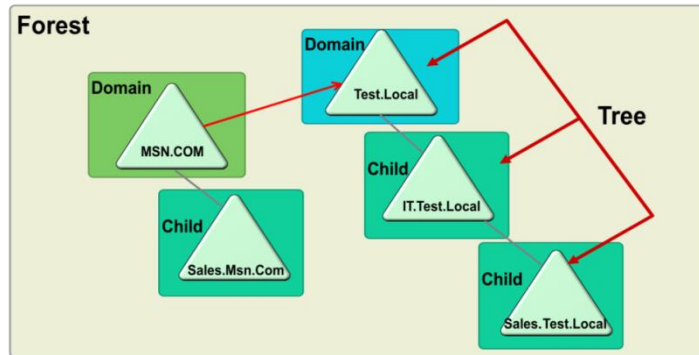 Forest
Domain
MSN.COM
Child
Sales.Msn.Com
Domain
Test.Local
Child
IT.Test.Local
Child
Sales.Test.Local
Tree